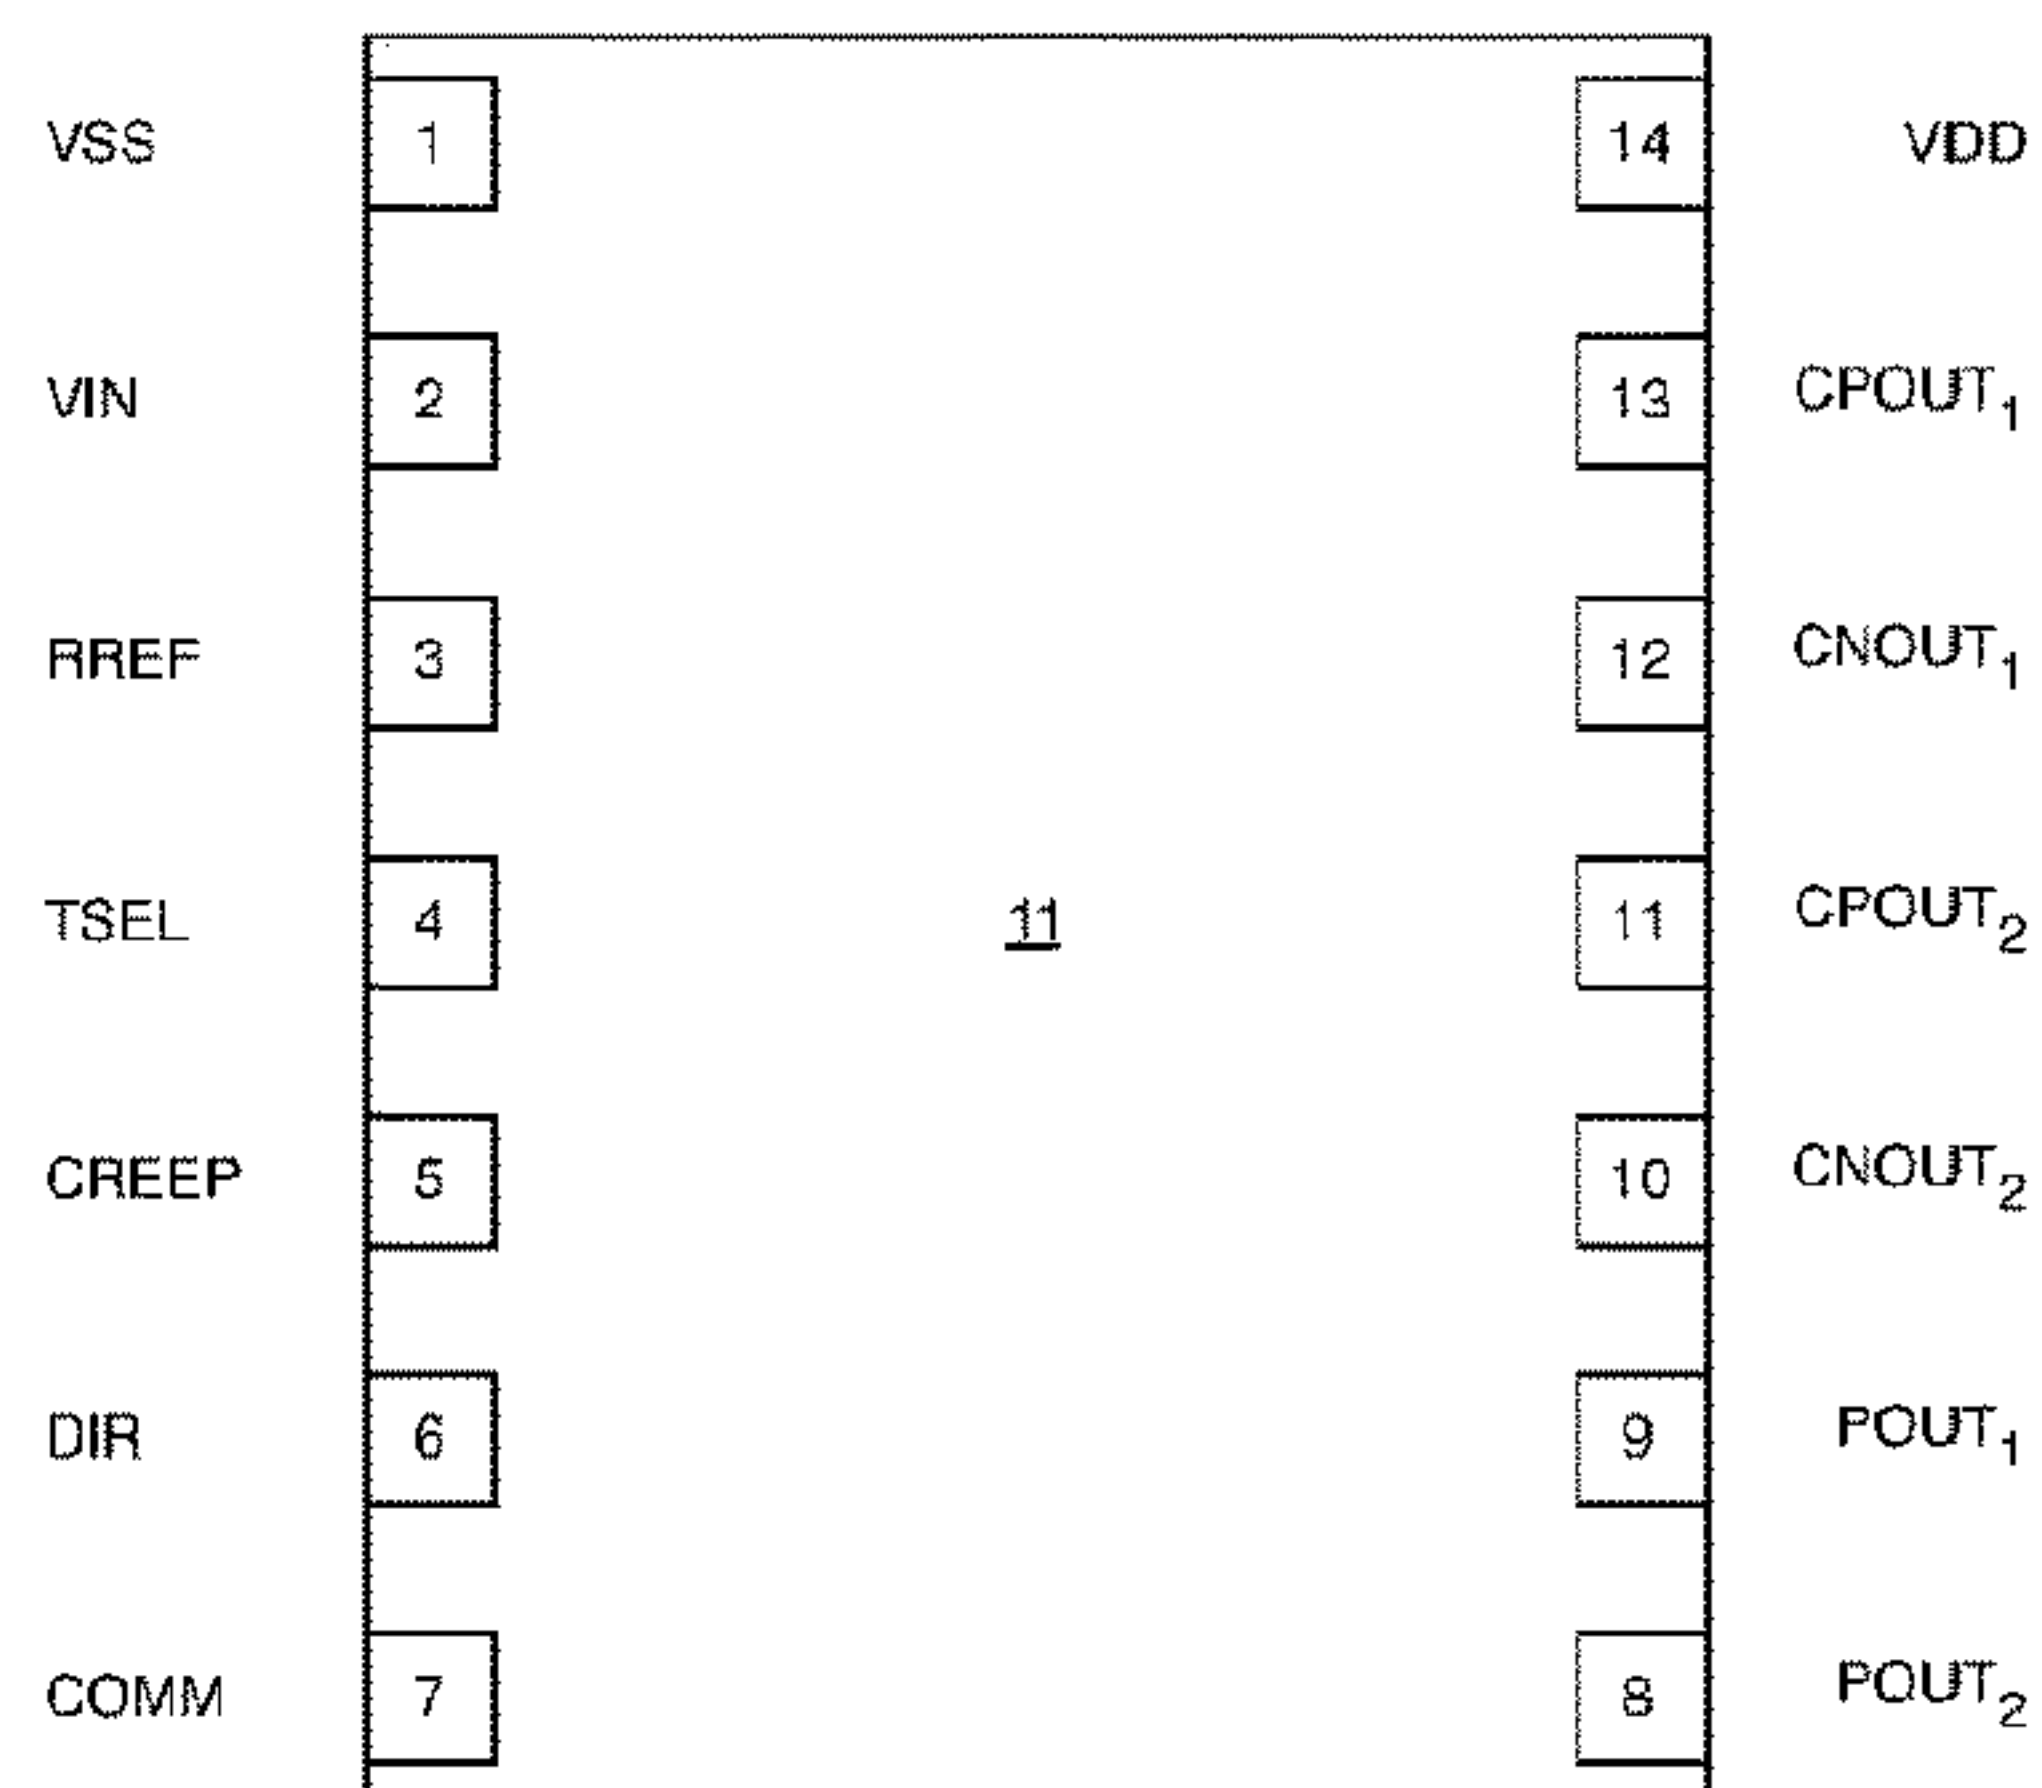 VSS 1 14 VDD
VIN 2 13 CPOUT1
RREF 3 12 CNOUT1
TSEL 4 11 11 CPOUT2
CREEP 5 10 CNOUT2
DIR 6 9 POUT1
COMM 7 8 POUT2